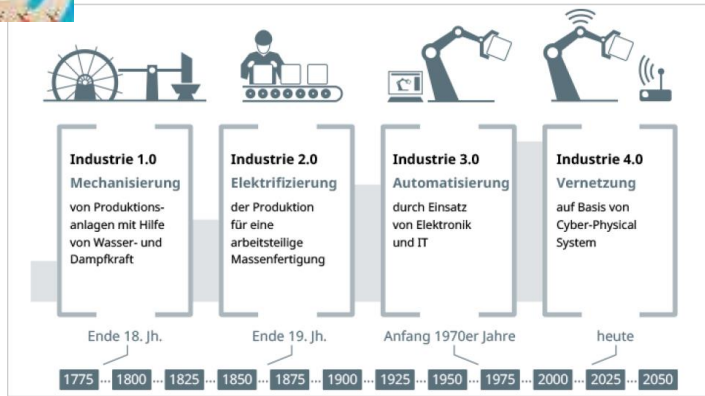 Industrie 1.0
Mechanisierung
von Produktions-
anlagen mit Hilfe
von Wasser- und
Dampfkraft
Industrie 2.0
Elektrifizierung
der Produktion
für eine
arbeitsteilige
Massenfertigung
Industrie 3.0
Automatisierung
durch Einsatz
von Elektronik
und IT
Industrie 4.0
Vernetzung
auf Basis von
Cyber-Physical
System
Ende 18. Jh.
Ende 19. Jh.
Anfang 1970er Jahre
heute
1775 ... 1800 ... 1825 ... 1850 ... 1875 ... 1900 ... 1925 ... 1950 ... 1975 ... 2000 ... 2025 ... 2050